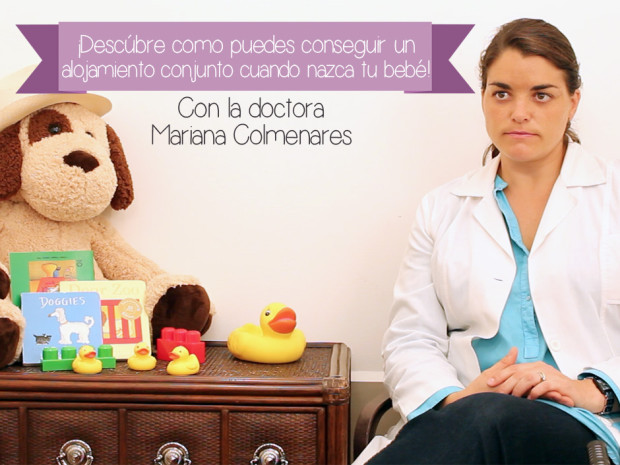 ¡Descúbre como puedes conseguir un
alojamiento conjunto cuando nazca tu bebé!
Con la doctora
Mariana Colmenares
DOGGIES